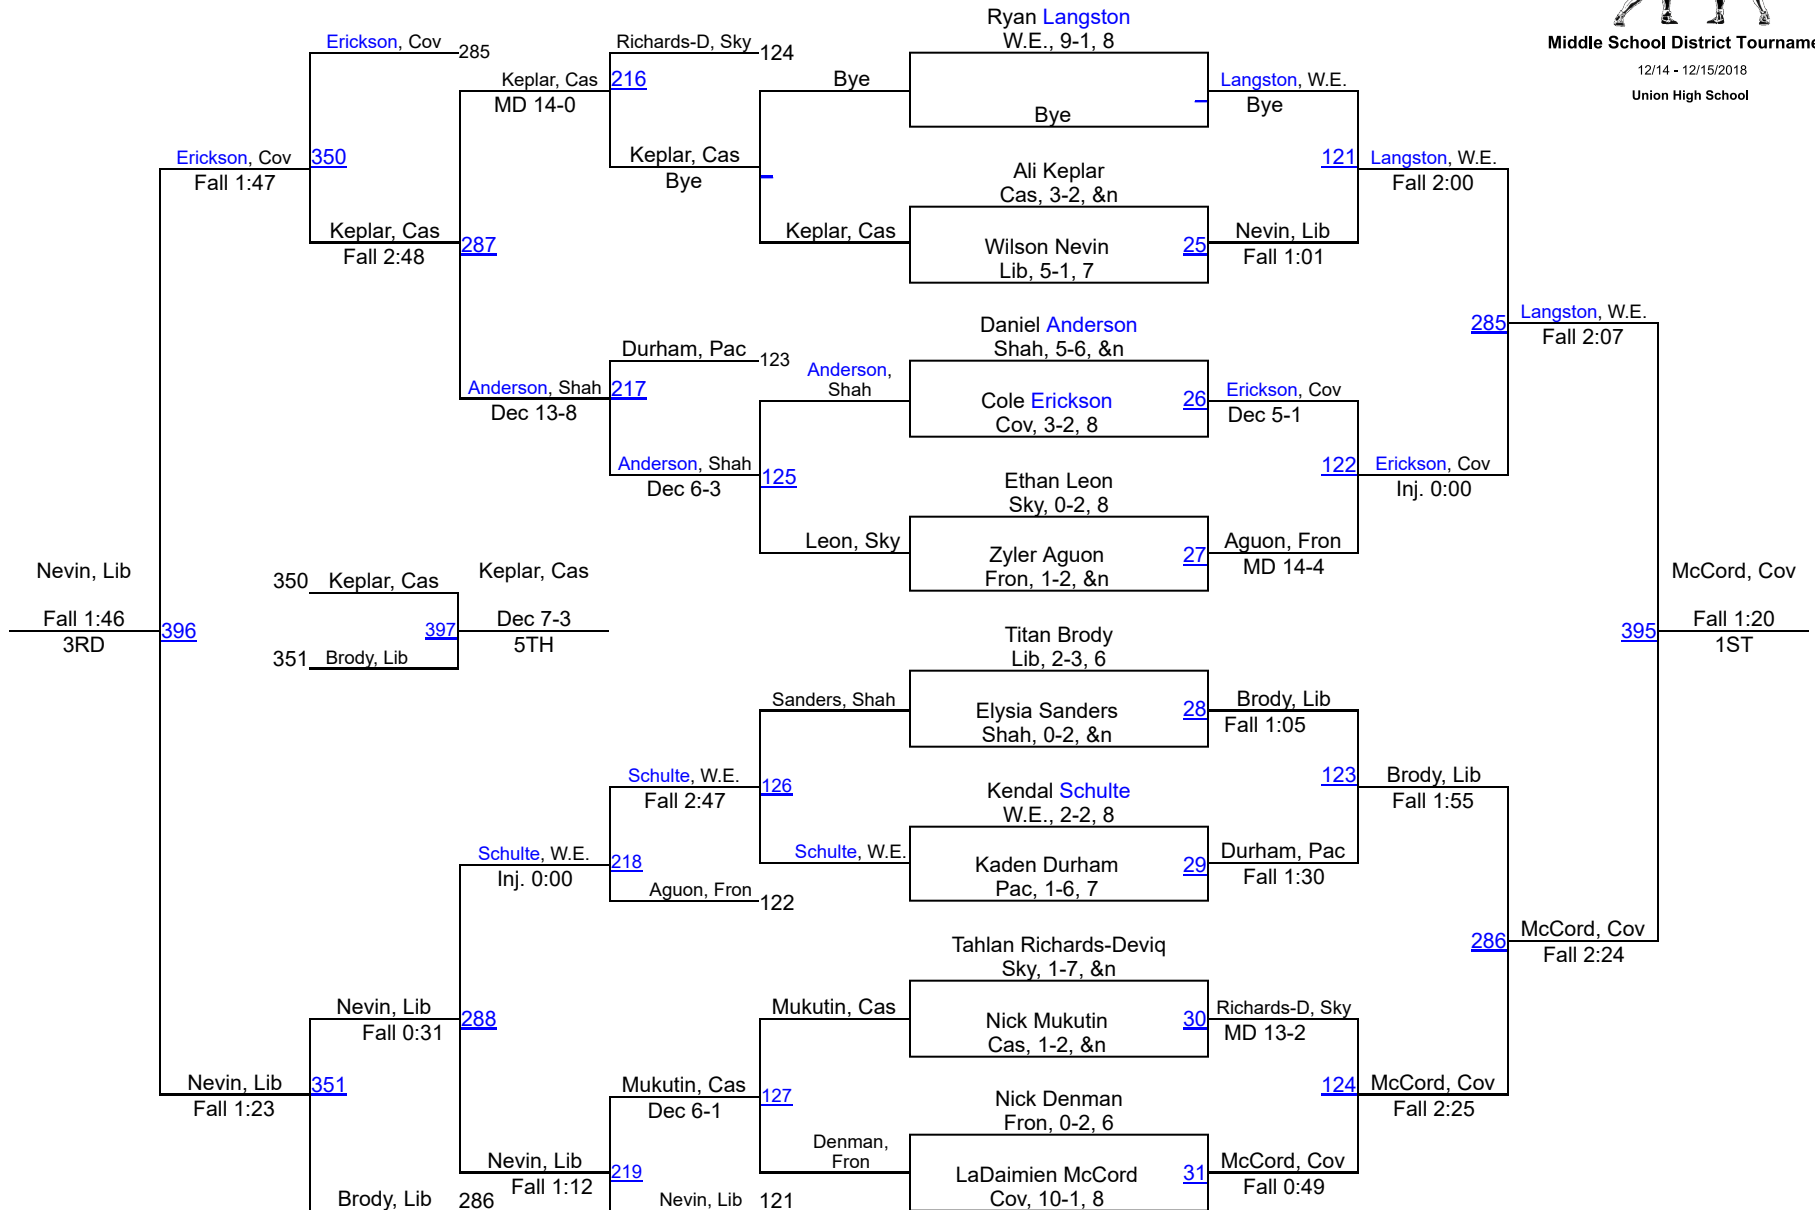 Middle School District Tourname
12/14 - 12/15/2018
Union High School
Erickson, Cov
285
350
Erickson, Cov
Fall 1:47
Keplar, Cas
Fall 2:48
Keplar, Cas
MD 14-0
287
Anderson, Shah
Dec 13-8
Richards-D, Sky
124
216
Keplar, Cas
Bye
Durham, Pac
123
217
Anderson, Shah
Dec 6-3
Bye
Keplar, Cas
Anderson,
Shah
125
Leon, Sky
Ryan Langston
W.E., 9-1, 8
Bye
Ali Keplar
Cas, 3-2, &n
Wilson Nevin
Lib, 5-1, 7
25
Daniel Anderson
Shah, 5-6, &n
Cole Erickson
Cov, 3-2, 8
26
Ethan Leon
Sky, 0-2, 8
Zyler Aguon
Fron, 1-2, &n
27
Langston, W.E.
Bye
121
Nevin, Lib
Fall 1:01
Erickson, Cov
Dec 5-1
122
Aguon, Fron
MD 14-4
Langston, W.E.
Fall 2:00
285
Erickson, Cov
Inj. 0:00
Langston, W.E.
Fall 2:07
Nevin, Lib
Fall 1:46
3RD
396
350
Keplar, Cas
397
351
Brody, Lib
Keplar, Cas
Dec 7-3
5TH
McCord, Cov
395
Fall 1:20
1ST
Titan Brody
Lib, 2-3, 6
Elysia Sanders
Shah, 0-2, &n
28
Kendal Schulte
W.E., 2-2, 8
Kaden Durham
Pac, 1-6, 7
29
Tahlan Richards-Deviq
Sky, 1-7, &n
Nick Mukutin
Cas, 1-2, &n
30
Nick Denman
Fron, 0-2, 6
LaDaimien McCord
Cov, 10-1, 8
31
Sanders, Shah
126
Schulte, W.E.
Schulte, W.E.
Fall 2:47
218
Aguon, Fron
122
Schulte, W.E.
Inj. 0:00
288
Nevin, Lib
Fall 0:31
351
Nevin, Lib
Fall 1:23
Mukutin, Cas
127
Denman,
Fron
Mukutin, Cas
Dec 6-1
219
Nevin, Lib
121
Nevin, Lib
Fall 1:12
Brody, Lib
286
Brody, Lib
Fall 1:05
123
Durham, Pac
Fall 1:30
Richards-D, Sky
MD 13-2
124
McCord, Cov
Fall 0:49
Brody, Lib
Fall 1:55
286
McCord, Cov
Fall 2:25
McCord, Cov
Fall 2:24